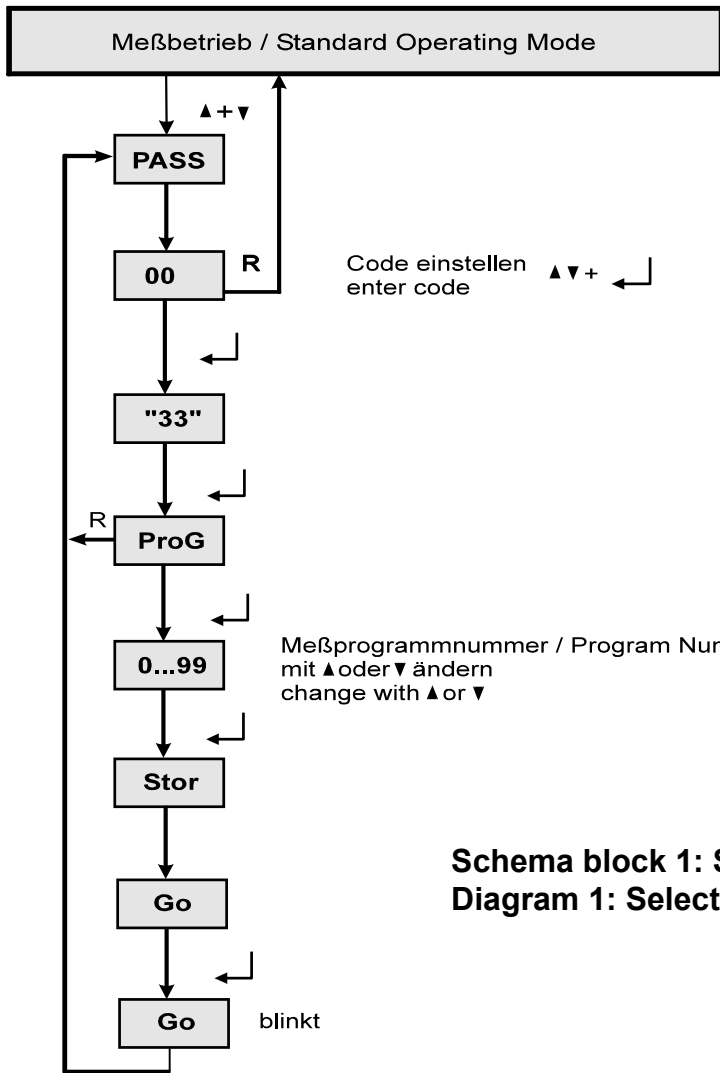 Meßbetrieb / Standard Operating Mode
▲+▼
PASS
00
R
Code einstellen ▲ ▼ +
enter code
"33"
R
ProG
0...99
Meßprogrammnummer / Program
mit ▲ oder ▼ ändern
change with ▲ or ▼
Stor
Schema block 1:
Diagram 1: Select
Go
Go
blinkt